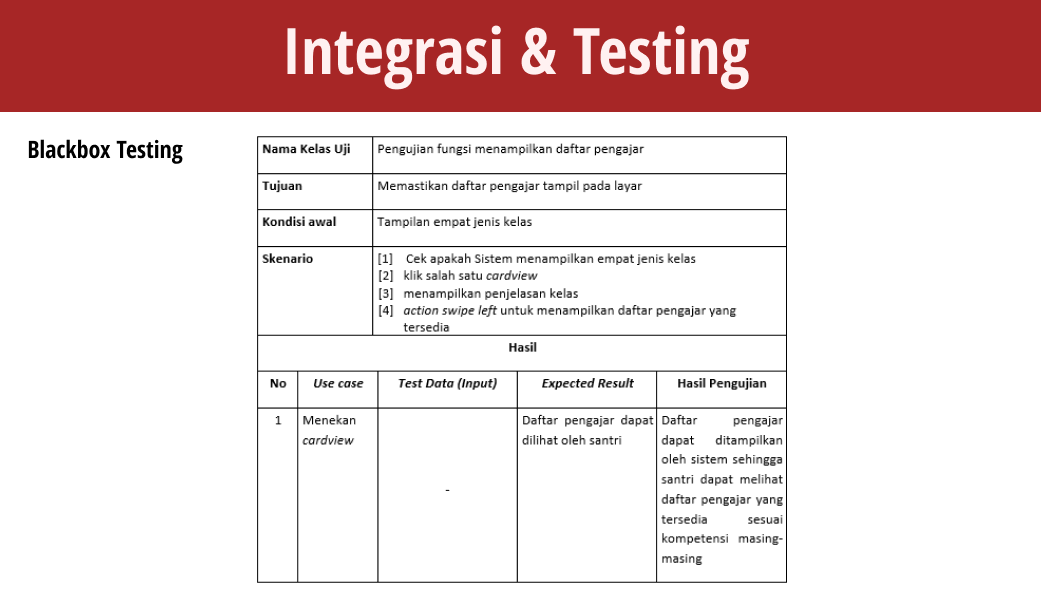 Integrasi & Testing
Blackbox Testing
Nama Kelas Uji Pengujian fungsi menampilkan daftar pengajar
Tujuan Memastikan daftar pengajar tampil pada layar
Kondisi awal Tampilan empat jenis kelas
Skenario [1] Cek apakah Sistem menampilkan empat jenis kelas
[2] klik salah satu cardview
[3] menampilkan penjelasan kelas
[4] action swipe left untuk menampilkan daftar pengajar yang
tersedia
Hasil
No Use case Test Data (Input) Expected Result Hasil Pengujian
1
Menekan
cardview
-
Daftar pengajar dapat
dilihat oleh santri
Daftar pengajar
dapat ditampilkan
oleh sistem sehingga
santri dapat melihat
daftar pengajar yang
tersedia sesuai
kompetensi masing-
masing